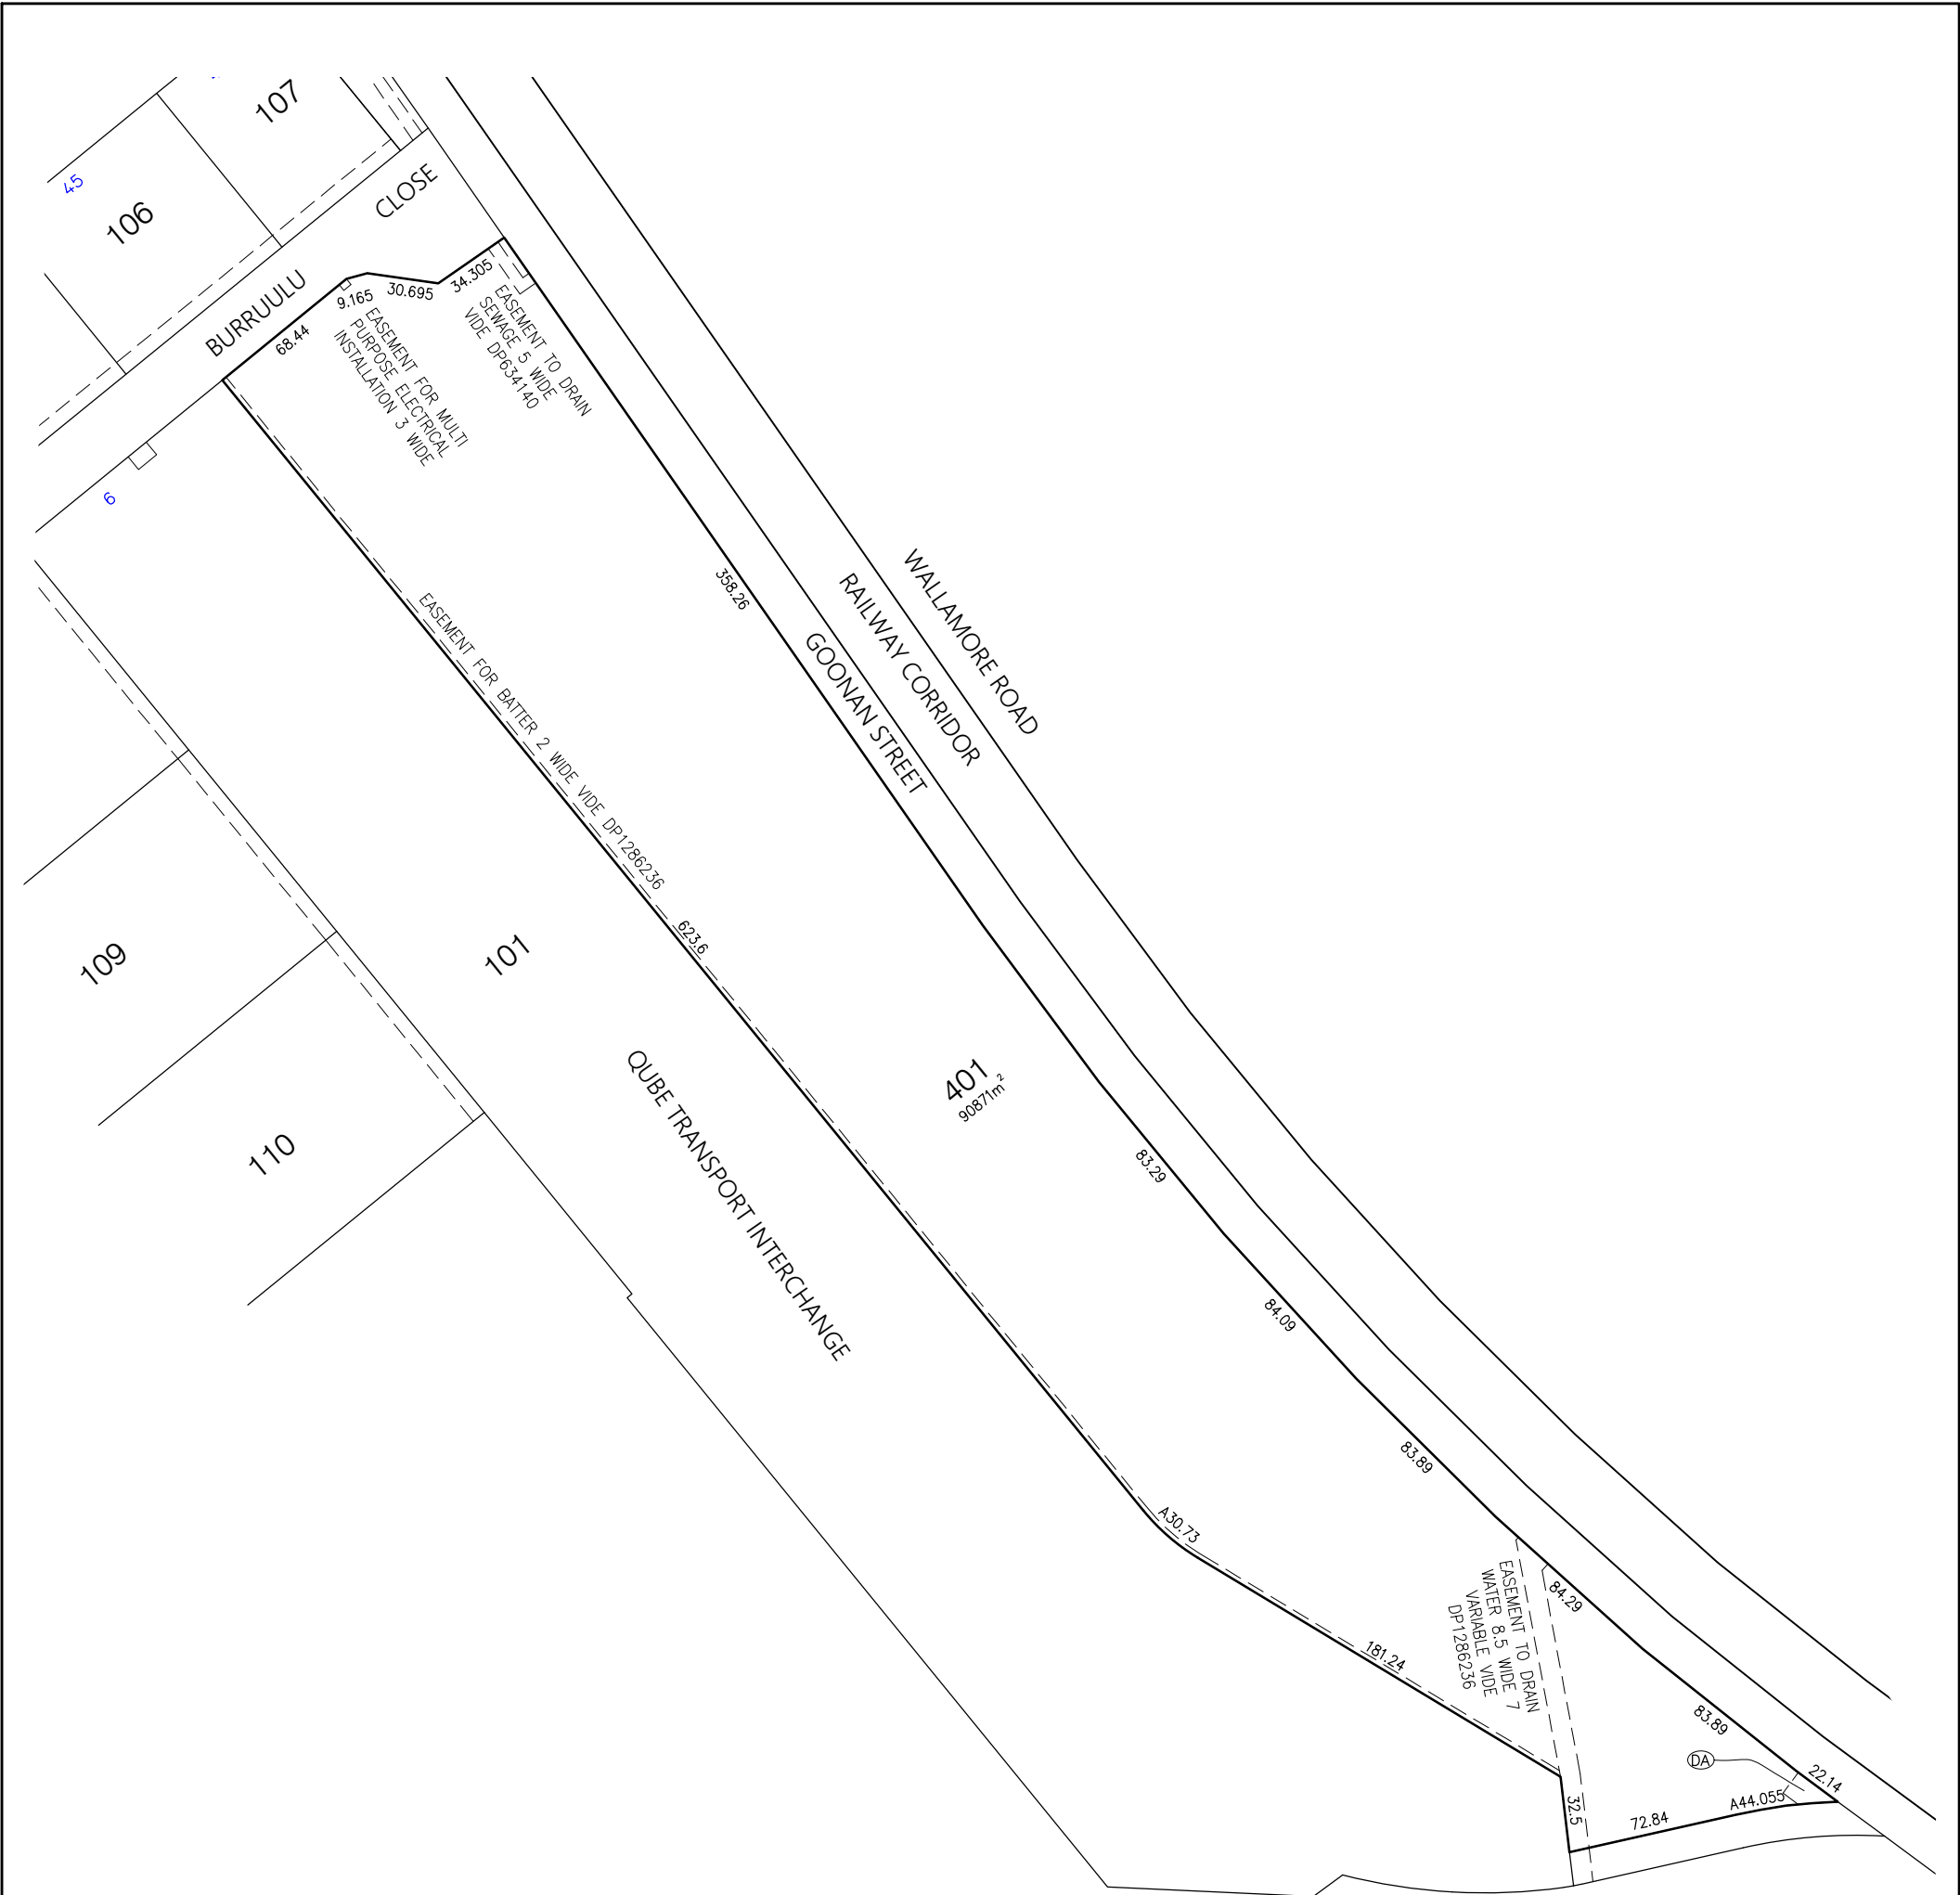 107
45
106
CLOSE
BURRUULU
68.44
9.165
30.695
34.305
EASEMENT FOR MULTI
PURPOSE ELECTRICAL
INSTALLATION 3 WIDE
EASEMENT TO DRAIN
SEWAGE 5 WIDE
VIDE DP634140
6
358.26
WALLAMORE ROAD
RAILWAY CORRIDOR
GOONAN STREET
EASEMENT FOR BATTER 2 WIDE VIDE DP1286236
623.6
109
101
110
QUBE TRANSPORT INTERCHANGE
401
90871m²
83.29
84.09
83.89
A30.73
181.24
EASEMENT TO DRAIN
WATER 8.5 WIDE 7
VARIABLE VIDE
DP1286236
84.29
83.89
DA
22.14
A44.055
72.84
32.5